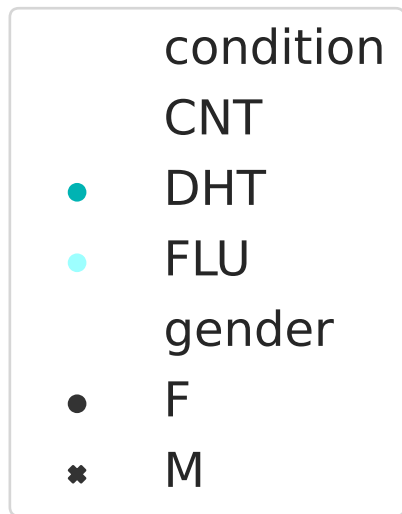 condition
CNT
DHT
FLU
gender
F
M